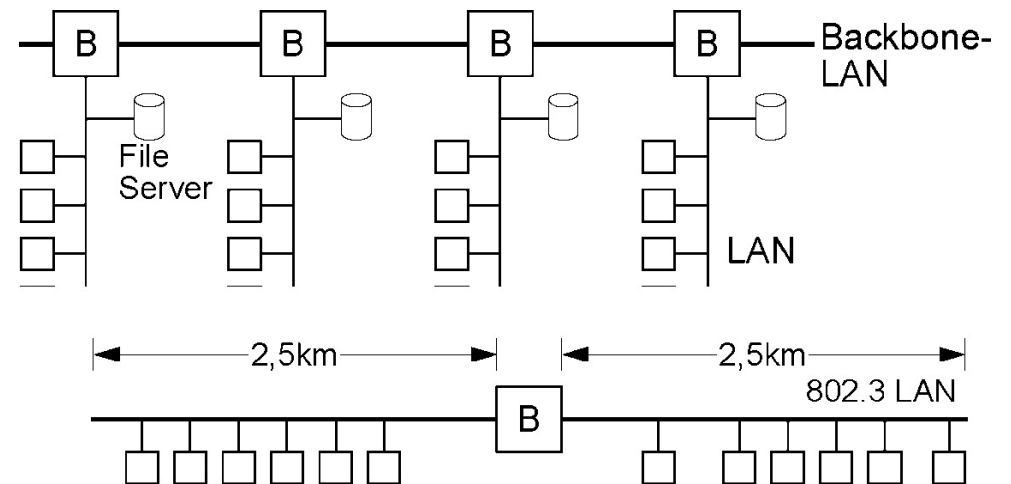 B B B B Backbone-
LAN
File
Server
LAN
2,5km 2,5km
802.3 LAN
B